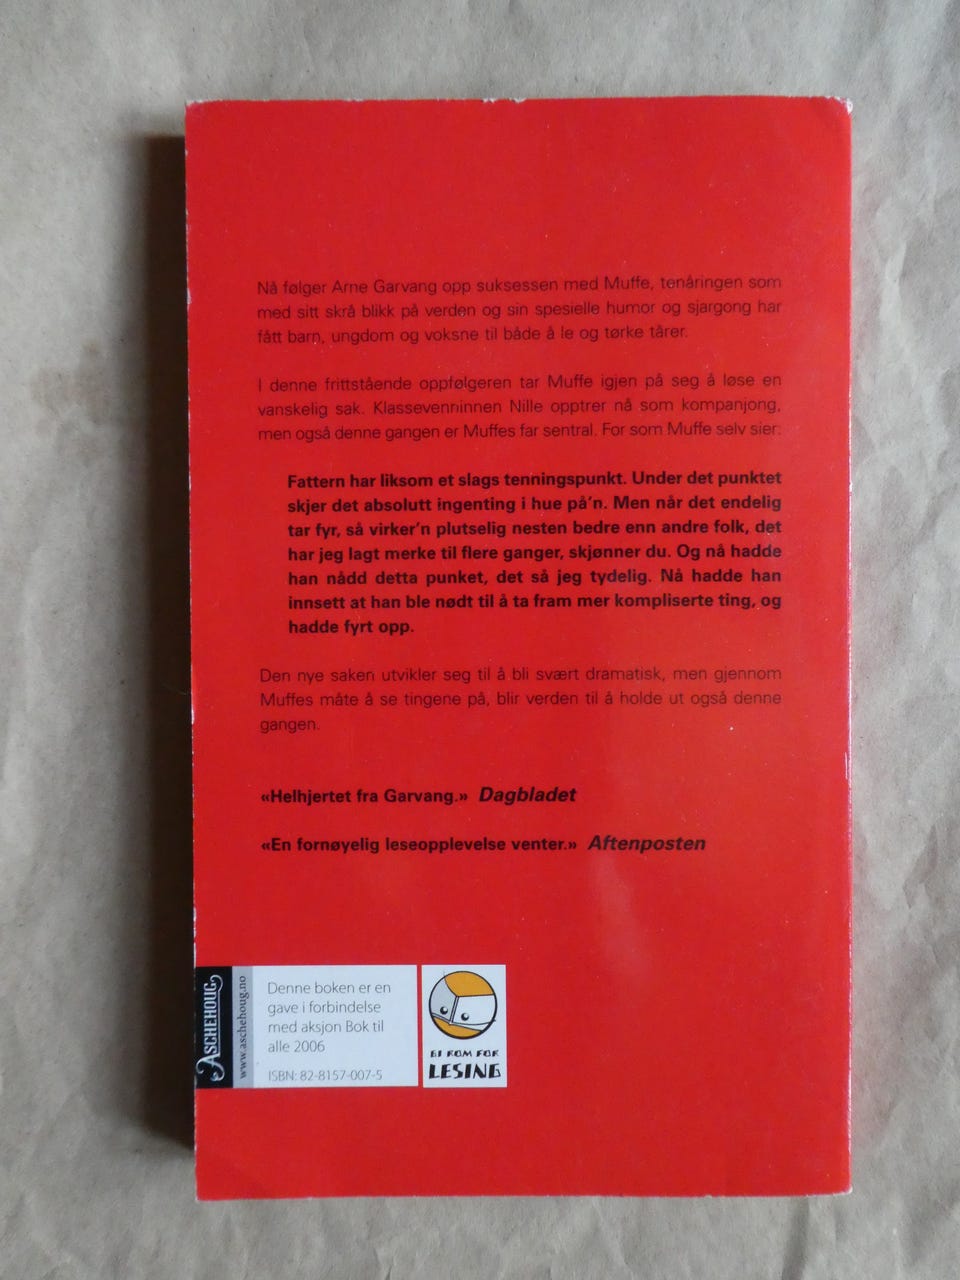 Nå følger Arne Garvang opp suksessen med Muffe, tenåringen som
med sitt skrå blikk på verden og sin spesielle humor og sjargong har
fått barn, ungdom og voksne til både å le og tørke tårer.
I denne frittstående oppfølgeren tar Muffe igjen på seg å løse en
vanskelig sak. Klassevenninnen Nille opptrer nå som kompanjong,
men også denne gangen er Muffes far sentral. For som Muffe selv sier:
Fattern har liksom et slags tenningspunkt. Under det punktet
skjer det absolutt ingenting i hue på'n. Men når det endelig
tar fyr, så virker'n plutselig nesten bedre enn andre folk, det
har jeg lagt merke til flere ganger, skjønner du. Og nå hadde
han nådd detta punket, det så jeg tydelig. Nå hadde han
innsett at han ble nødt til å ta fram mer kompliserte ting, og
hadde fyrt opp.
Den nye saken utvikler seg til å bli svært dramatisk, men gjennom
Muffes måte å se tingene på, blir verden til å holde ut også denne
gangen.
«Helhjertet fra Garvang.» Dagbladet
«En fornøyelig leseopplevelse venter.» Aftenposten
ASCHEHOUG
www.aschehoug.no
Denne boken er en
gave i forbindelse
med aksjon Bok til
alle 2006
ISBN: 82-8157-007-5
GI ROM FOR
LESING